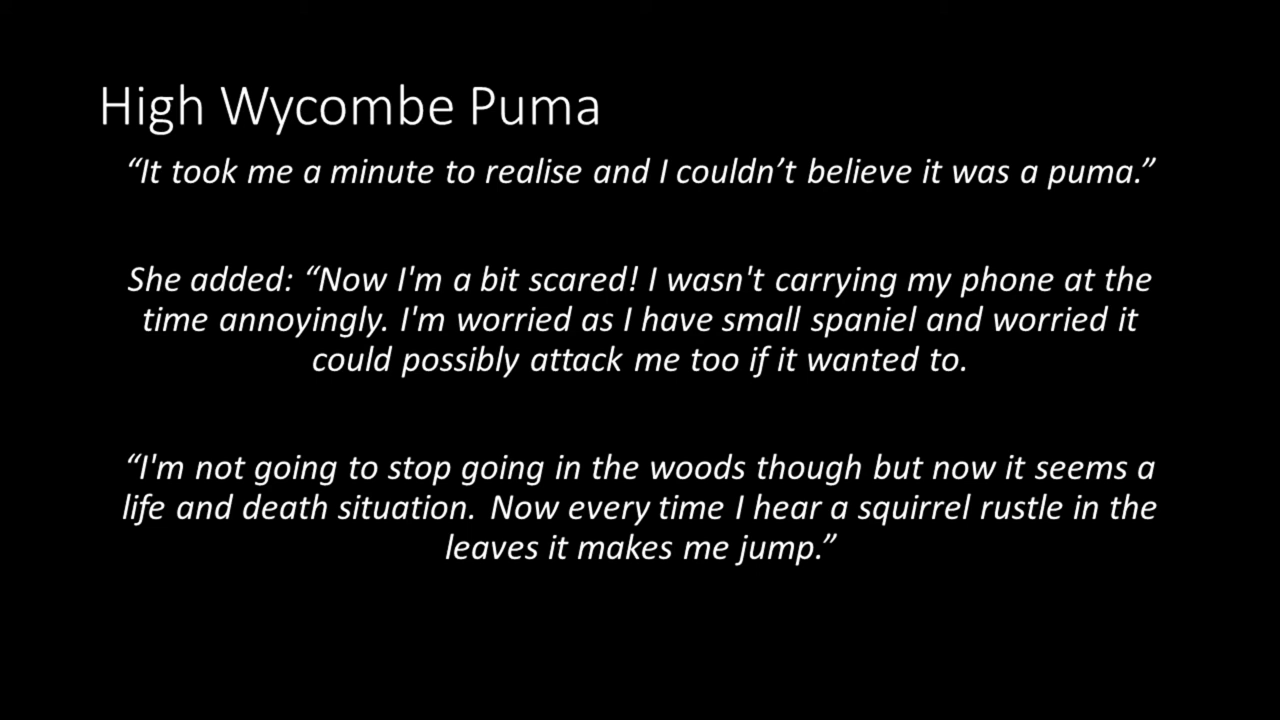 High Wycombe Puma
“It took me a minute to realise and I couldn’t believe it was a puma.”
She added: “Now I'm a bit scared! I wasn't carrying my phone at the
time annoyingly. I'm worried as I have small spaniel and worried it
could possibly attack me too if it wanted to.
“I'm not going to stop going in the woods though but now it seems a
life and death situation. Now every time I hear a squirrel rustle in the
leaves it makes me jump.”